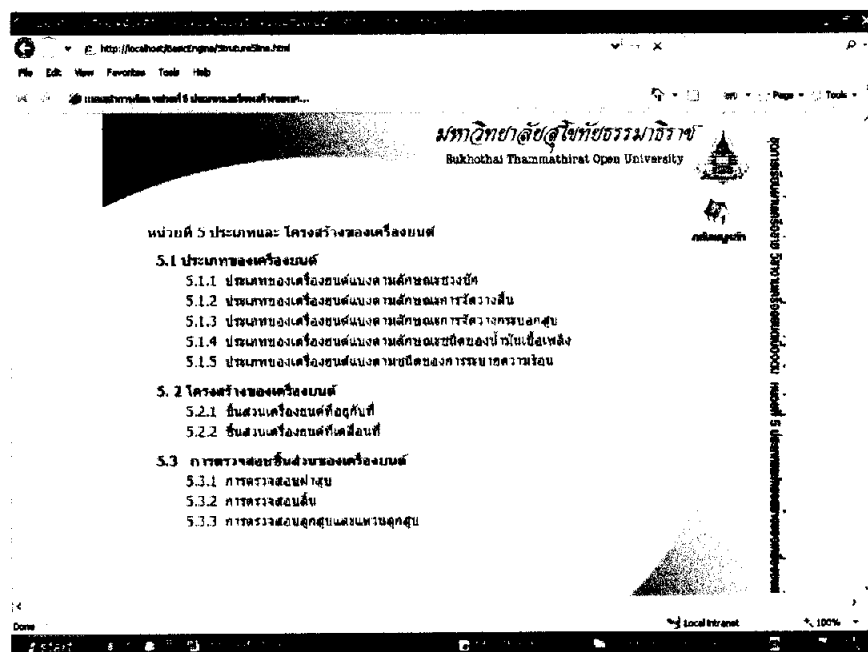 http://localhost/BasicEngine/StrutureSline.html
File Edit View Favorites Tools Help
Page Tools
มหาวิทยาลัยสุโขทัยธรรมาธิราช
Sukhothai Thammathirat Open University
กลับเมนูหลัก
หน่วยที่ 5 ประเภทและ โครงสร้างของเครื่องยนต์
5.1 ประเภทของเครื่องยนต์
5.1.1 ประเภทของเครื่องยนต์แบ่งตามลักษณะช่วงชัก
5.1.2 ประเภทของเครื่องยนต์แบ่งตามลักษณะการจัดวางลิ้น
5.1.3 ประเภทของเครื่องยนต์แบ่งตามลักษณะการจัดวางกระบอกสูบ
5.1.4 ประเภทของเครื่องยนต์แบ่งตามลักษณะชนิดของน้ำมันเชื้อเพลิง
5.1.5 ประเภทของเครื่องยนต์แบ่งตามชนิดของการระบายความร้อน
5. 2 โครงสร้างของเครื่องยนต์
5.2.1 ชิ้นส่วนเครื่องยนต์ที่อยู่กับที่
5.2.2 ชิ้นส่วนเครื่องยนต์ที่เคลื่อนที่
5.3 การตรวจสอบชิ้นส่วนของเครื่องยนต์
5.3.1 การตรวจสอบฝาสูบ
5.3.2 การตรวจสอบลิ้น
5.3.3 การตรวจสอบลูกสูบและแหวนลูกสูบ
Done
Local intranet
100%
start